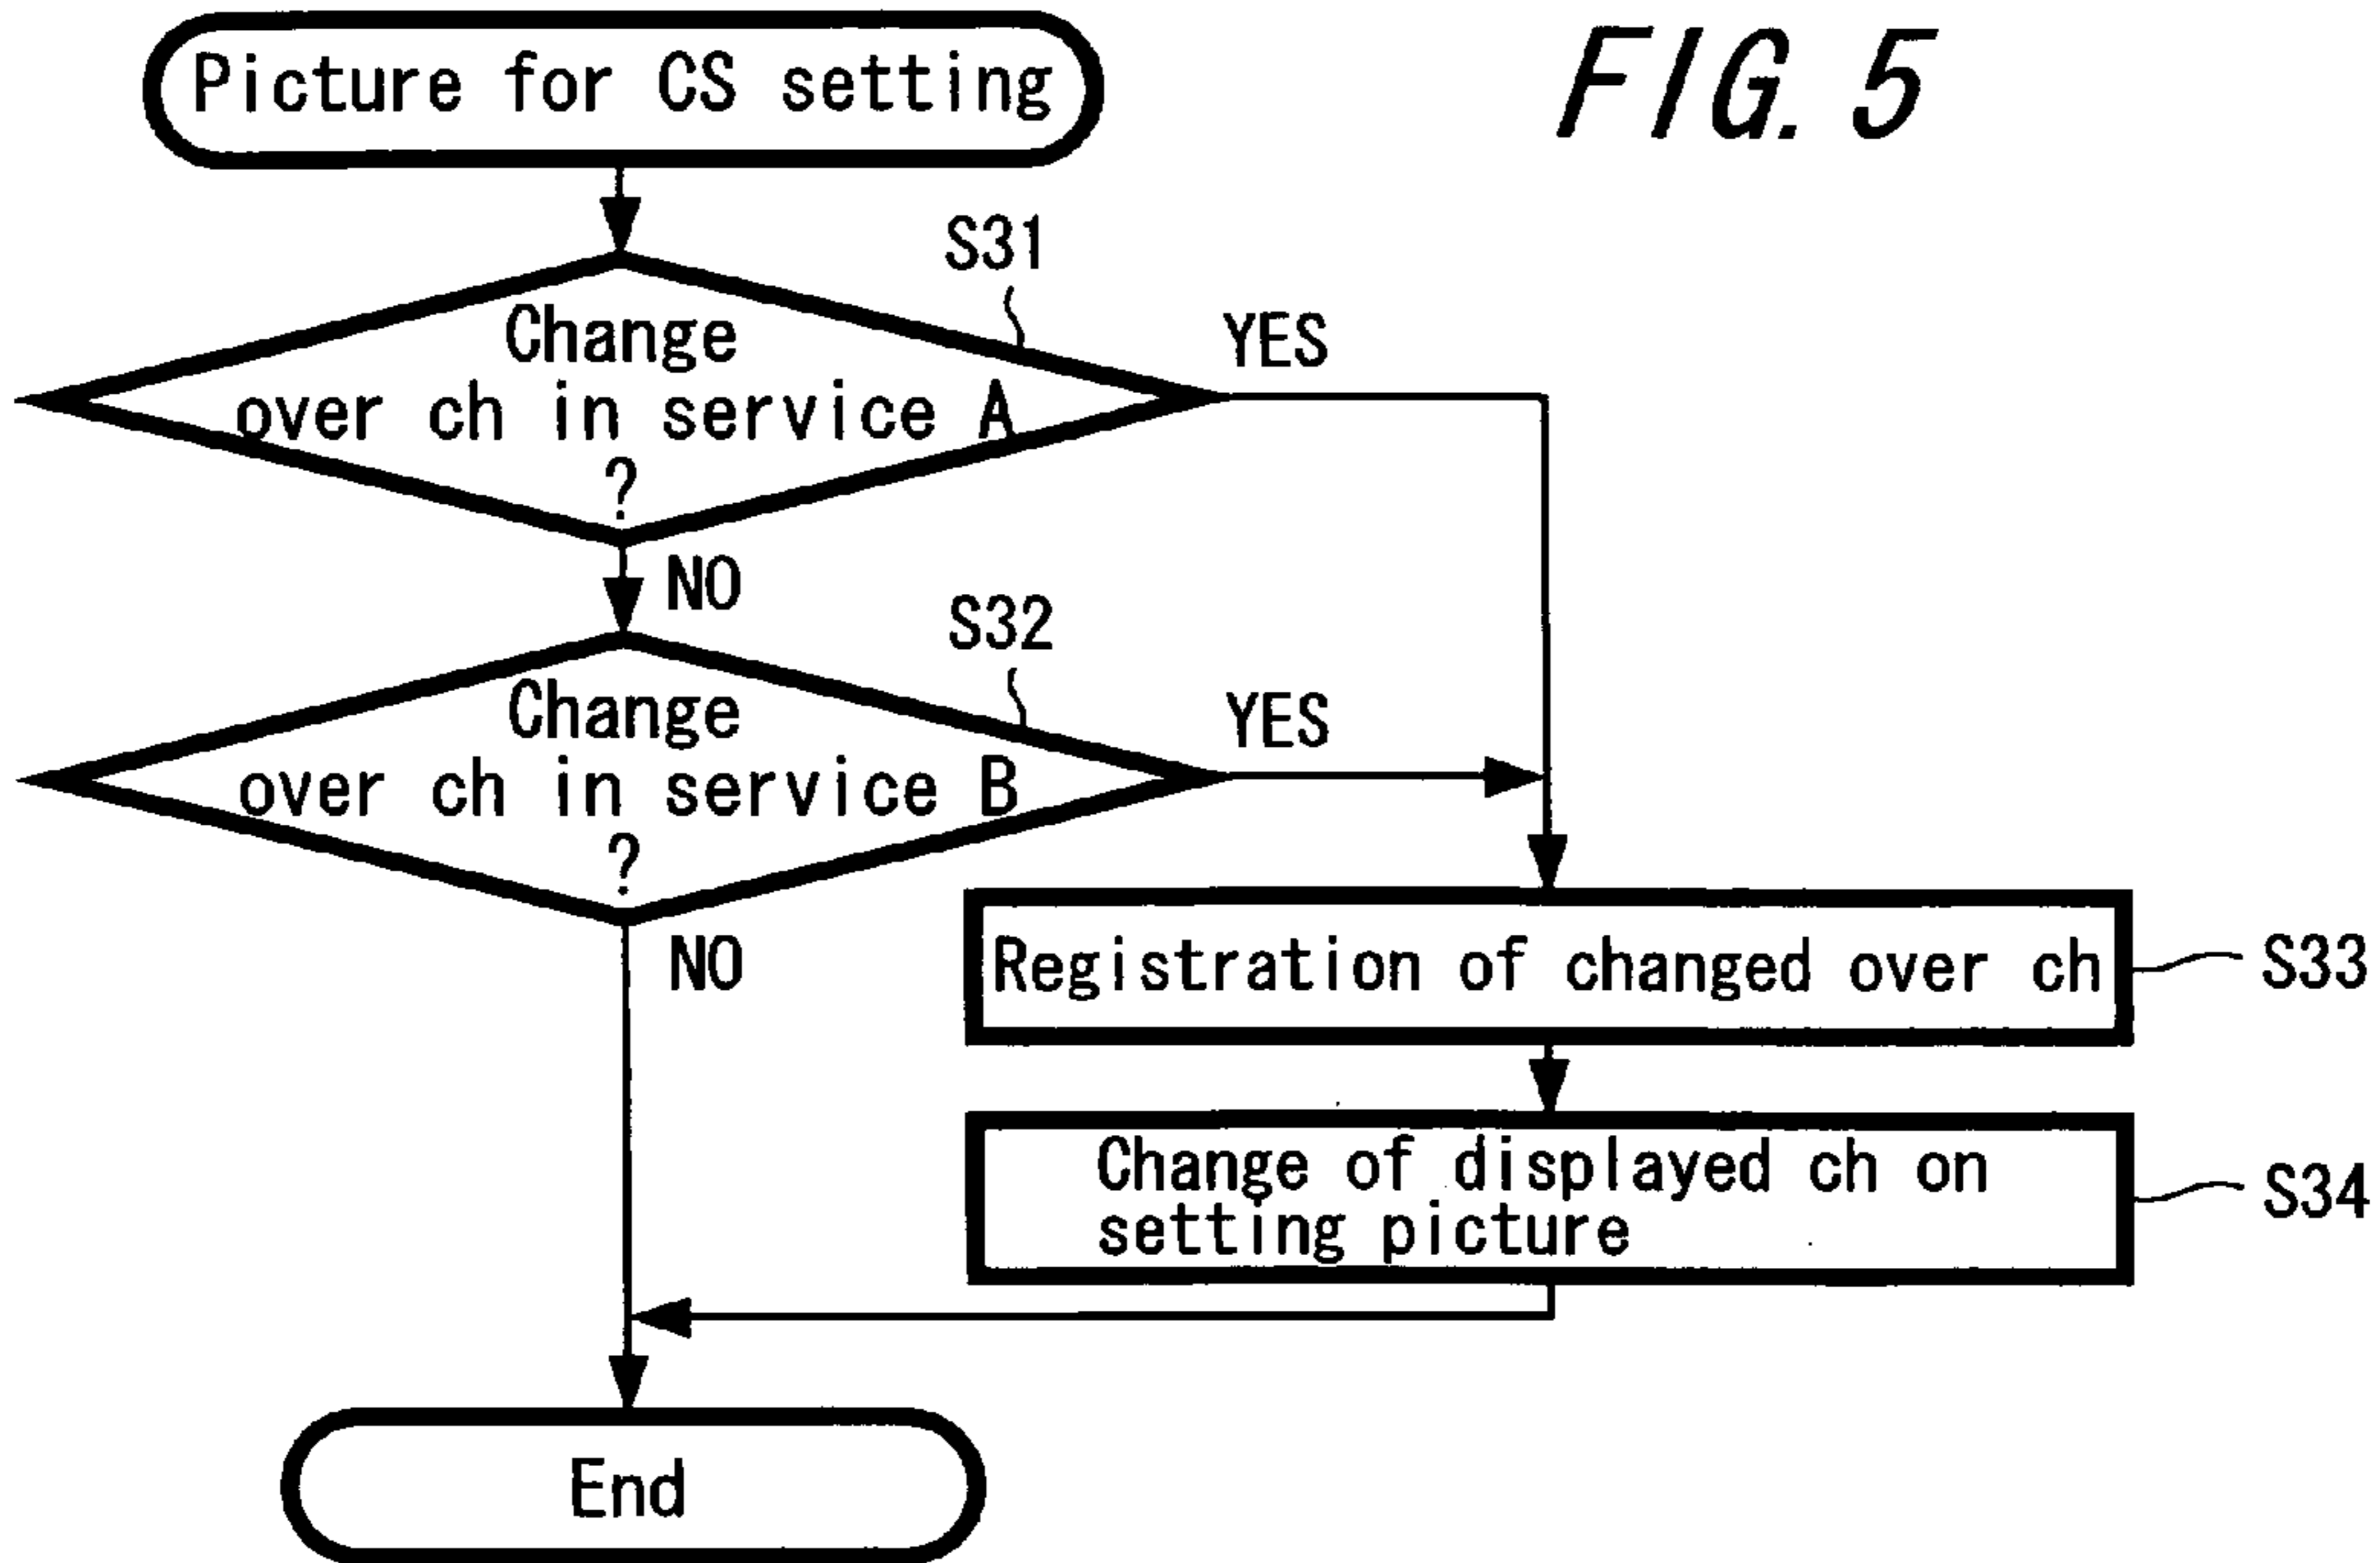 FIG. 5
Picture for CS setting
S31
Change
over ch in service A
?
YES
NO
S32
Change
over ch in service B
?
YES
NO
Registration of changed over ch
S33
Change of displayed ch on
setting picture
S34
End